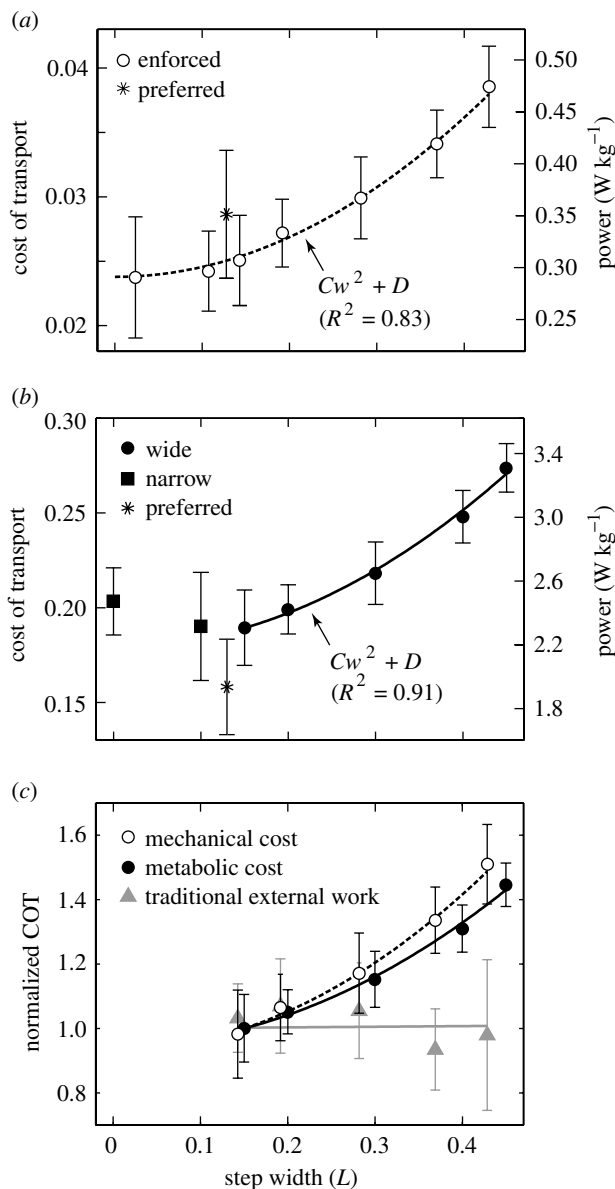 (a)
0.04
0.03
0.02
cost of transport
enforced
preferred
Cw² + D
(R² = 0.83)
0.50
0.45
0.40
0.35
0.30
0.25
power (W kg⁻¹)
(b)
0.30
0.25
0.20
0.15
cost of transport
wide
narrow
preferred
Cw² + D
(R² = 0.91)
3.4
3.0
2.6
2.2
1.8
power (W kg⁻¹)
(c)
1.6
1.4
1.2
1.0
0.8
normalized COT
mechanical cost
metabolic cost
traditional external work
0 0.1 0.2 0.3 0.4
step width (L)